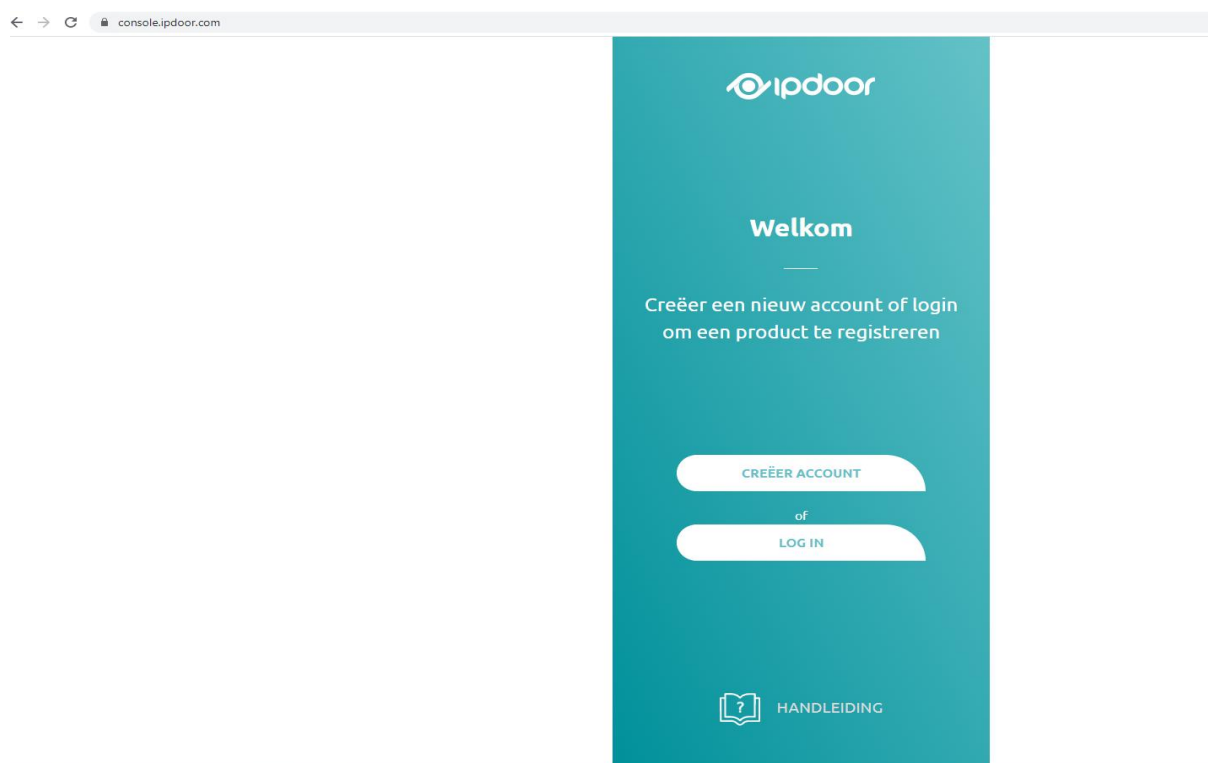 console.ipdoor.com
ipdoor
Welkom
Creëer een nieuw account of login
om een product te registreren
CREËER ACCOUNT
of
LOG IN
?
HANDLEIDING